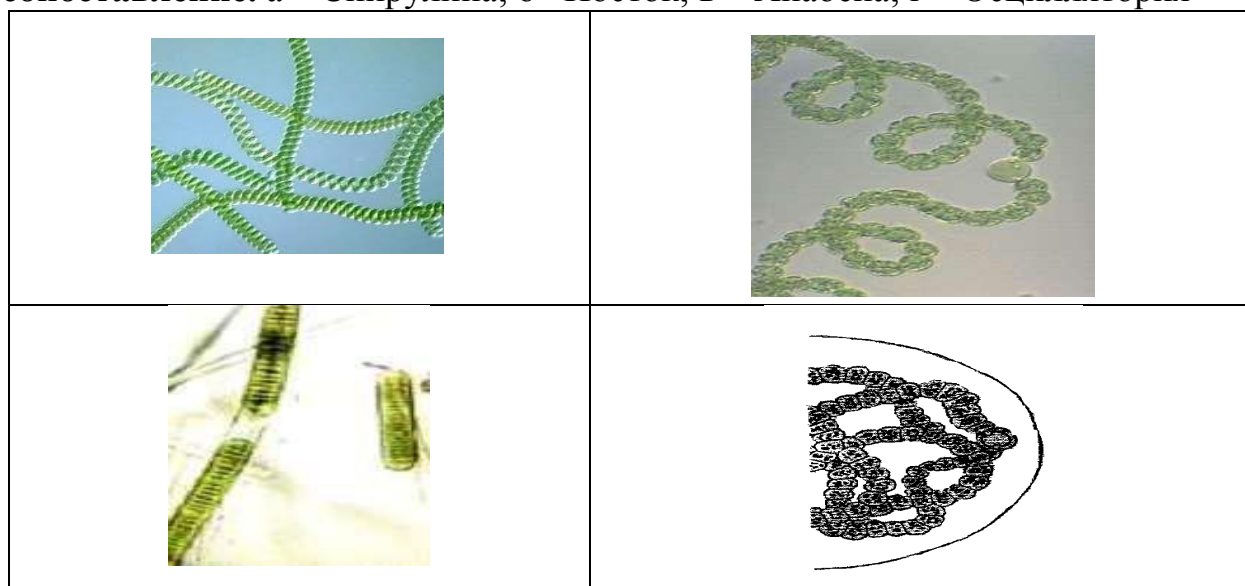 сопоставление: а – Спирулина; б– Носток; В – Анабена; г – Осциллятория